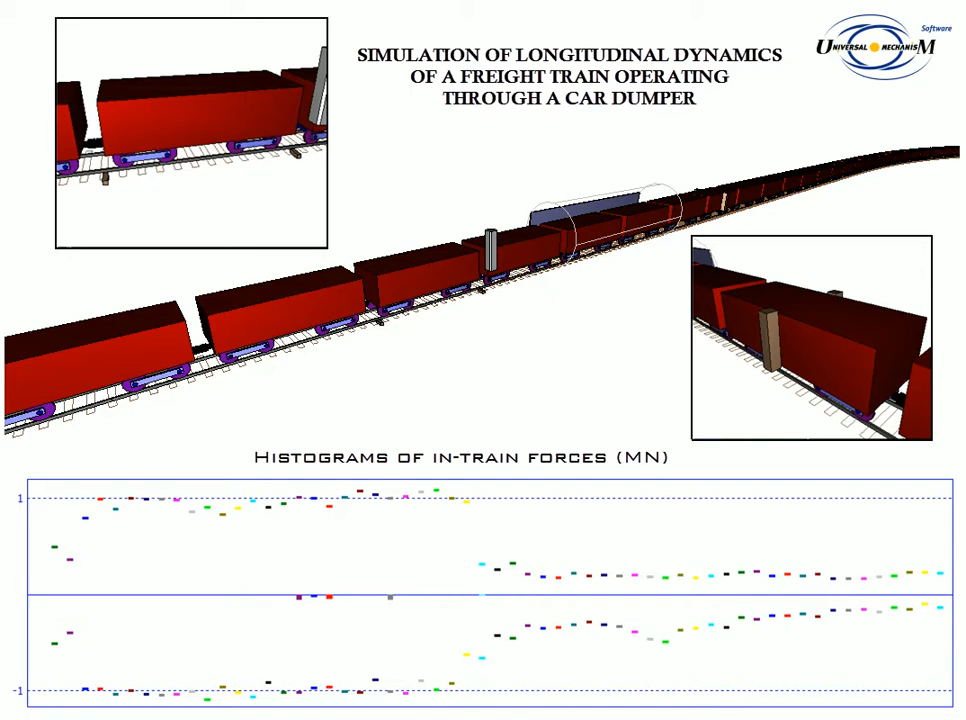 SIMULATION OF LONGITUDINAL DYNAMICS
OF A FREIGHT TRAIN OPERATING
THROUGH A CAR DUMPER
Software
UNIVERSAL MECHANISM
HISTOGRAMS OF IN-TRAIN FORCES (MN)
1
-1